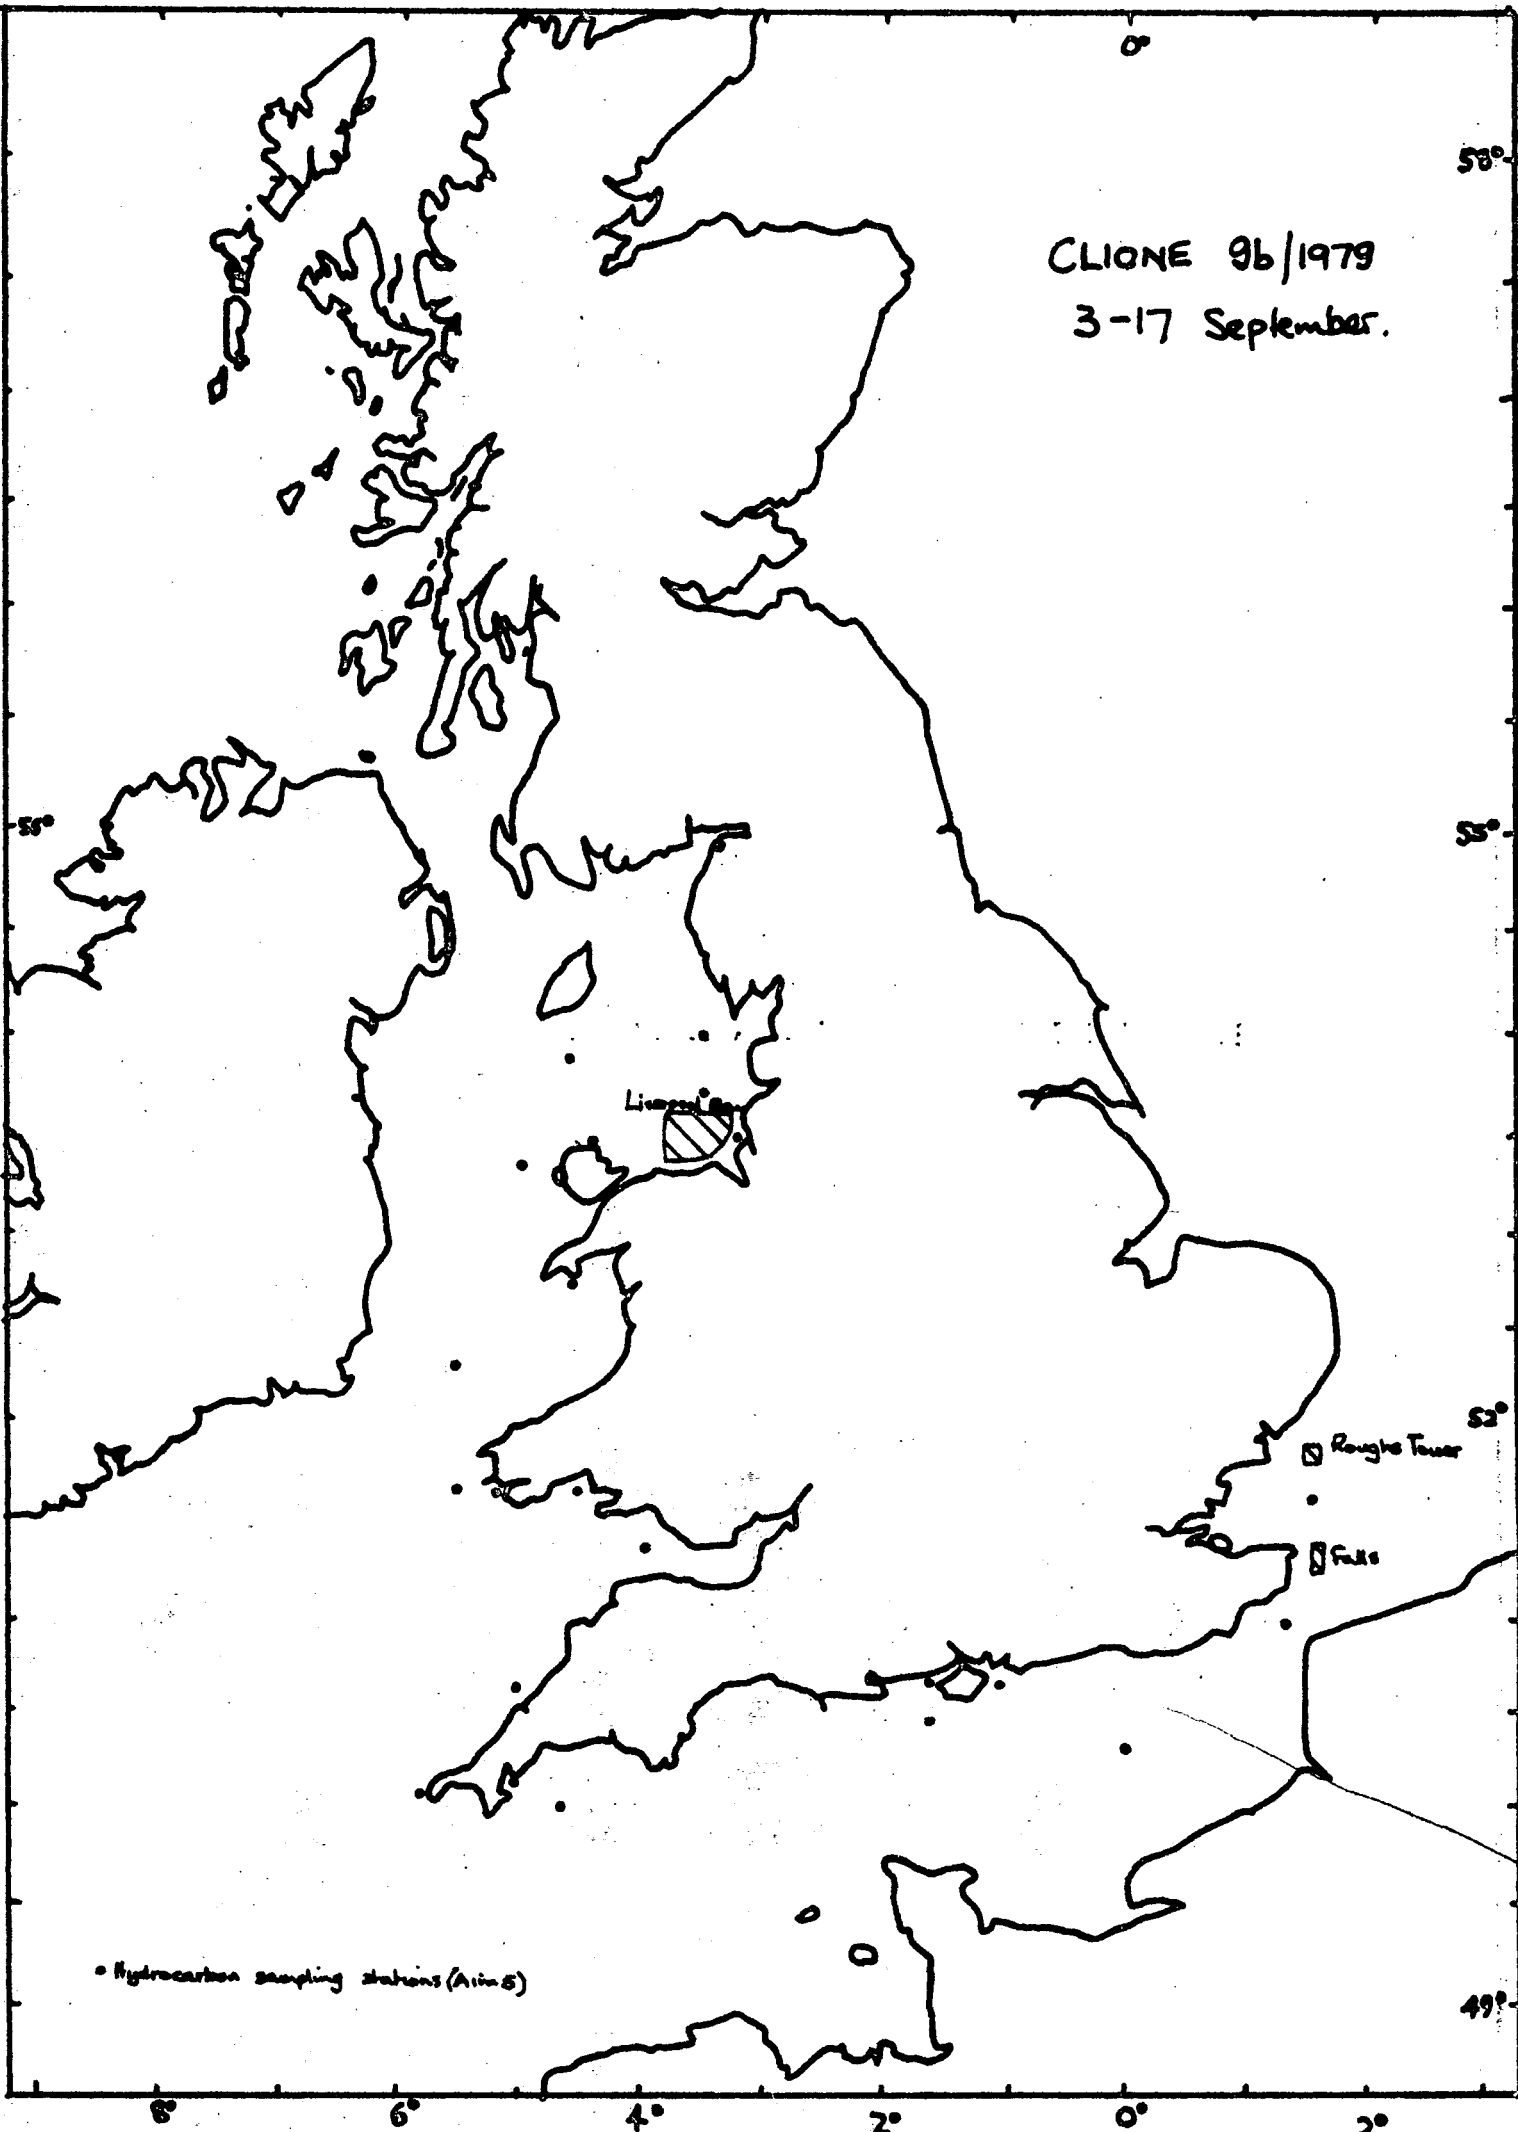 0°
58°
CLIONE 9b/1979
3-17 September.
55°
55°
Liverpool Bay
52°
Roughs Tower
Falls
• Hydrocarbon sampling stations (Aim 5)
49°
8° 6° 4° 2° 0° 2°